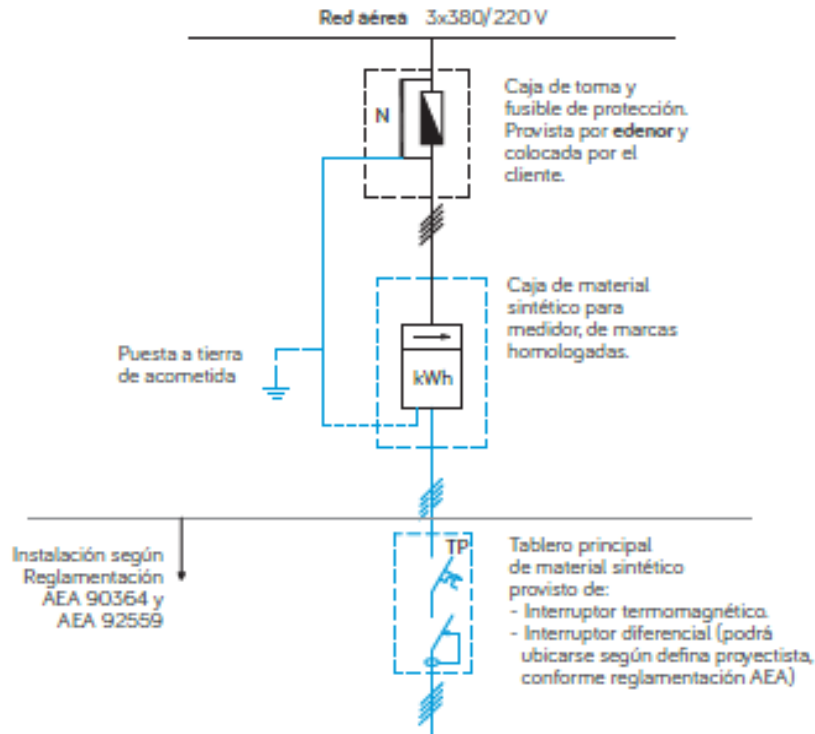 Red aérea 3x380/220 V
Caja de toma y
fusible de protección.
Provista por edenor y
colocada por el
cliente.
N
Caja de material
sintético para
medidor, de marcas
homologadas.
kWh
Puesta a tierra
de acometida
Instalación según
Reglamentación
AEA 90364 y
AEA 92559
TP
Tablero principal
de material sintético
provisto de:
- Interruptor termomagnético.
- Interruptor diferencial (podrá
ubicarse según defina proyectista,
conforme reglamentación AEA)